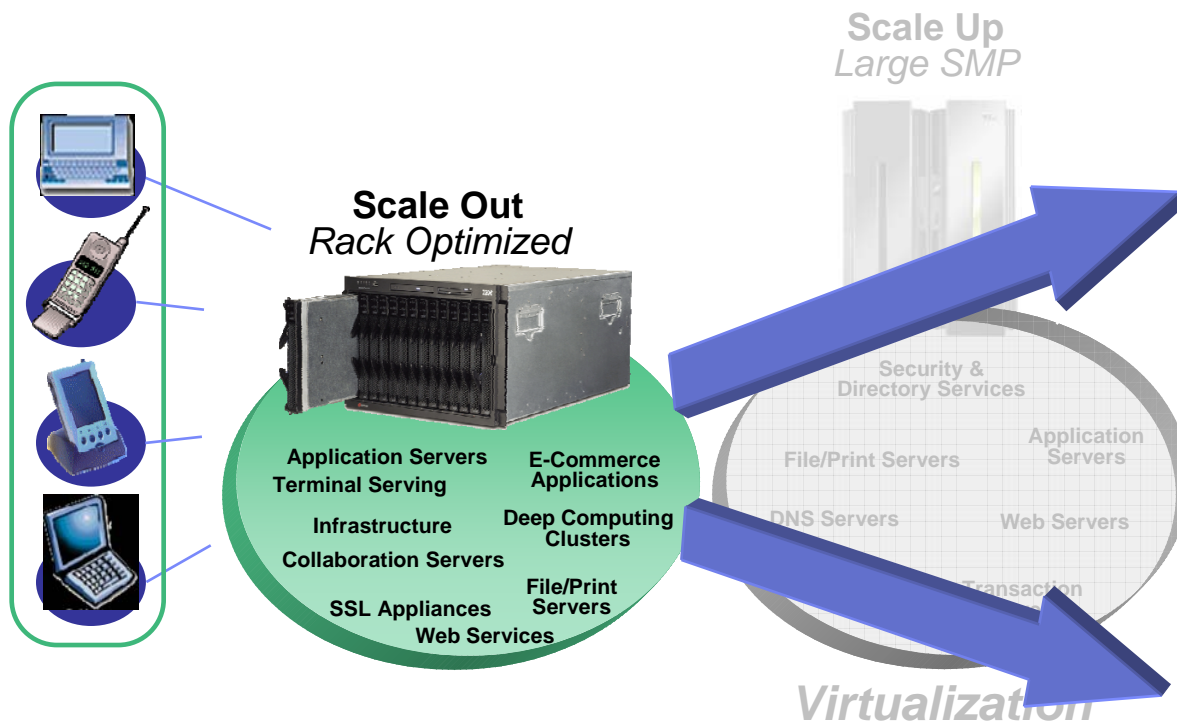 Scale Up
Large SMP
Scale Out
Rack Optimized
IBM
Application Servers
Terminal Serving
Infrastructure
Collaboration Servers
SSL Appliances
Web Services
E-Commerce
Applications
Deep Computing
Clusters
File/Print
Servers
Security &
Directory Services
File/Print Servers
Application
Servers
DNS Servers
Web Servers
Transaction
Virtualization